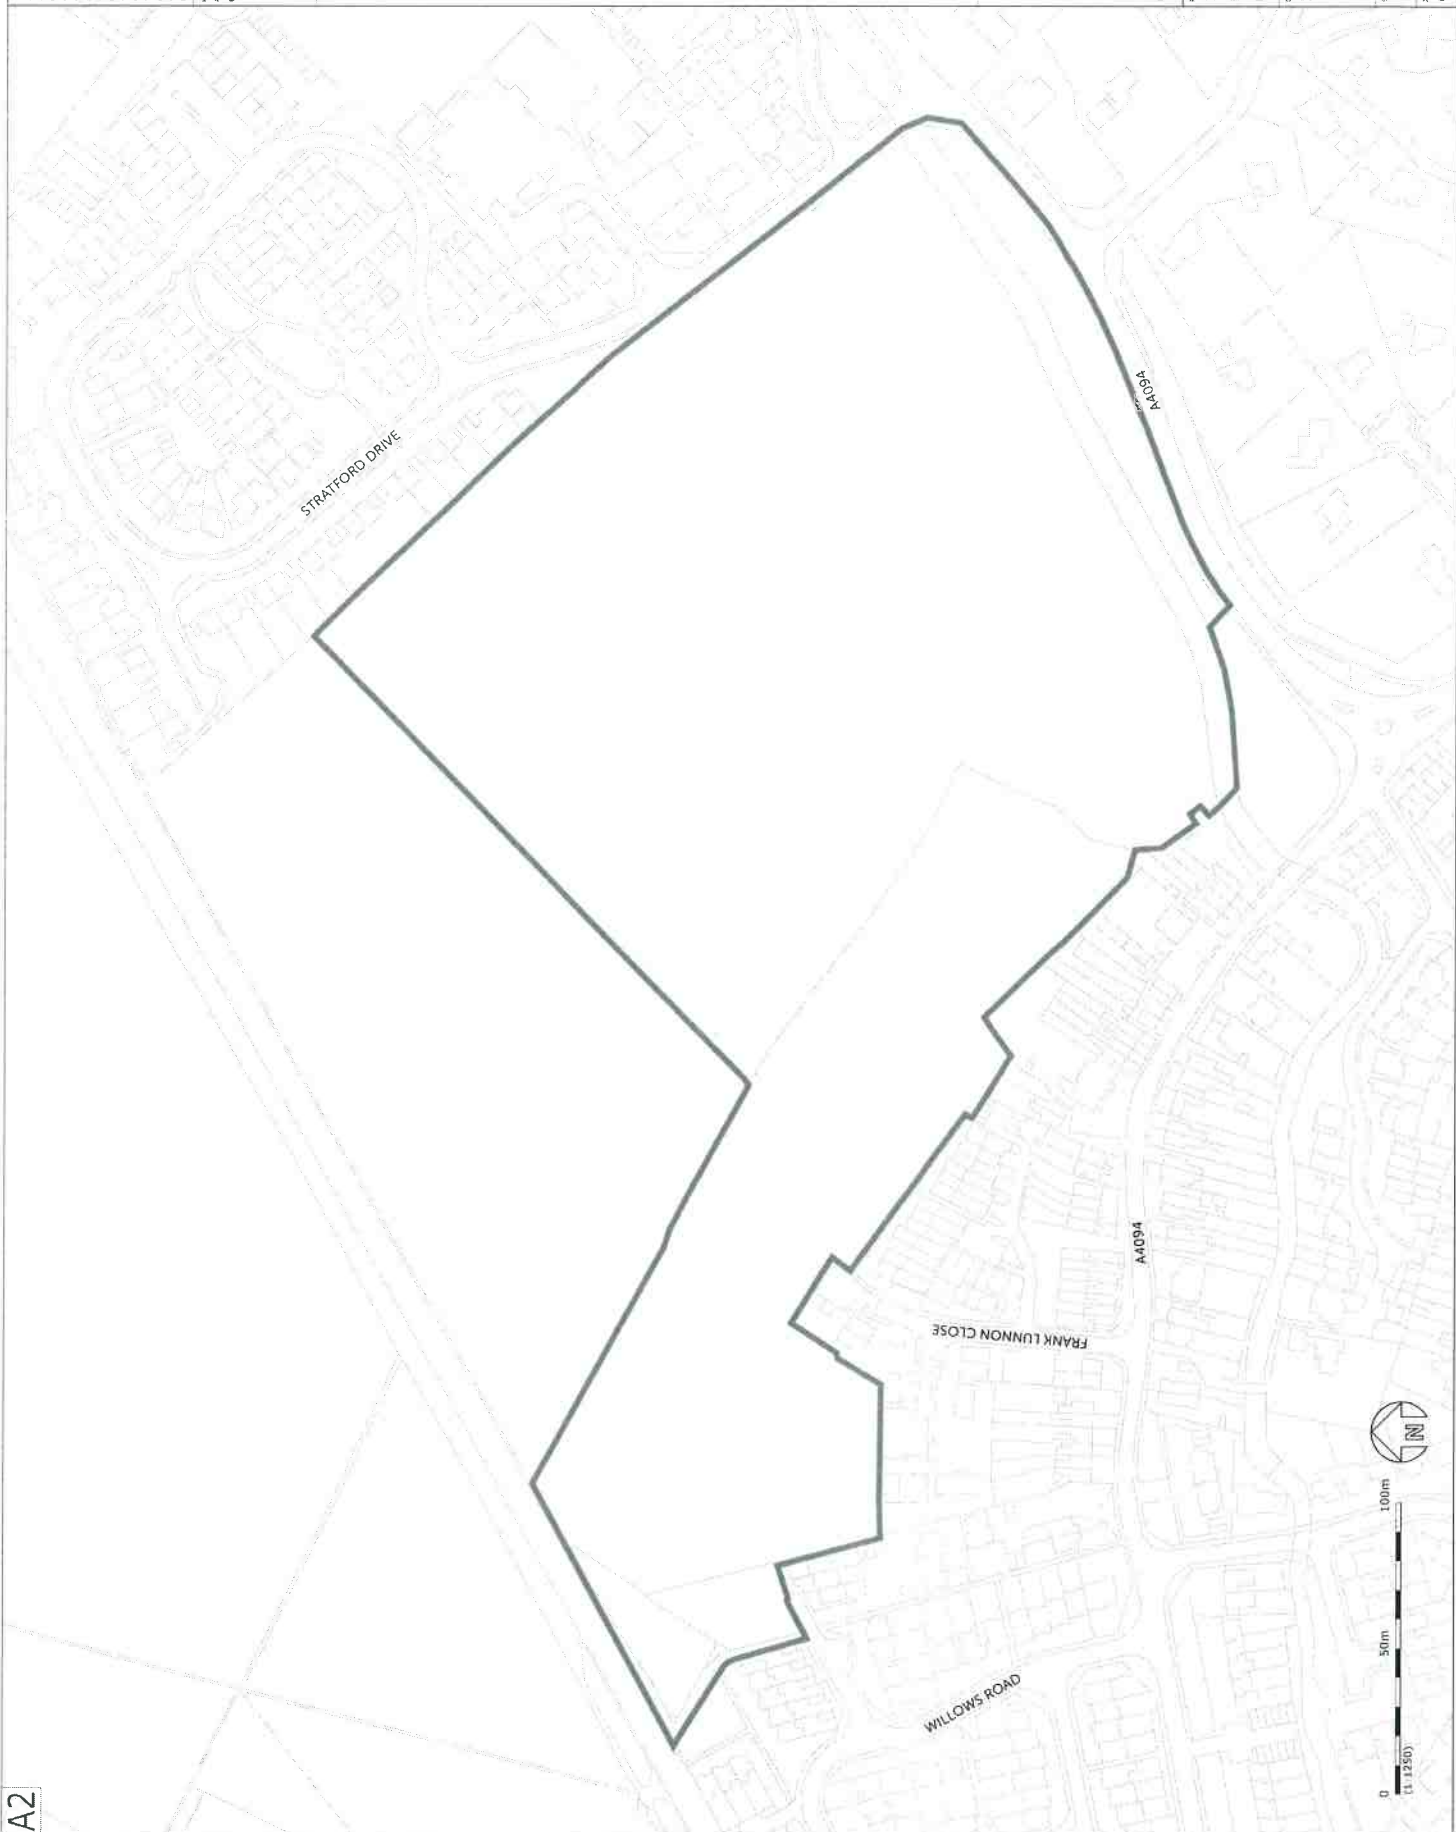 STRATFORD DRIVE
A4094
A4094
FRANK LUNNON CLOSE
WILLOWS ROAD
N
0 50m 100m
(1:1250)
A2